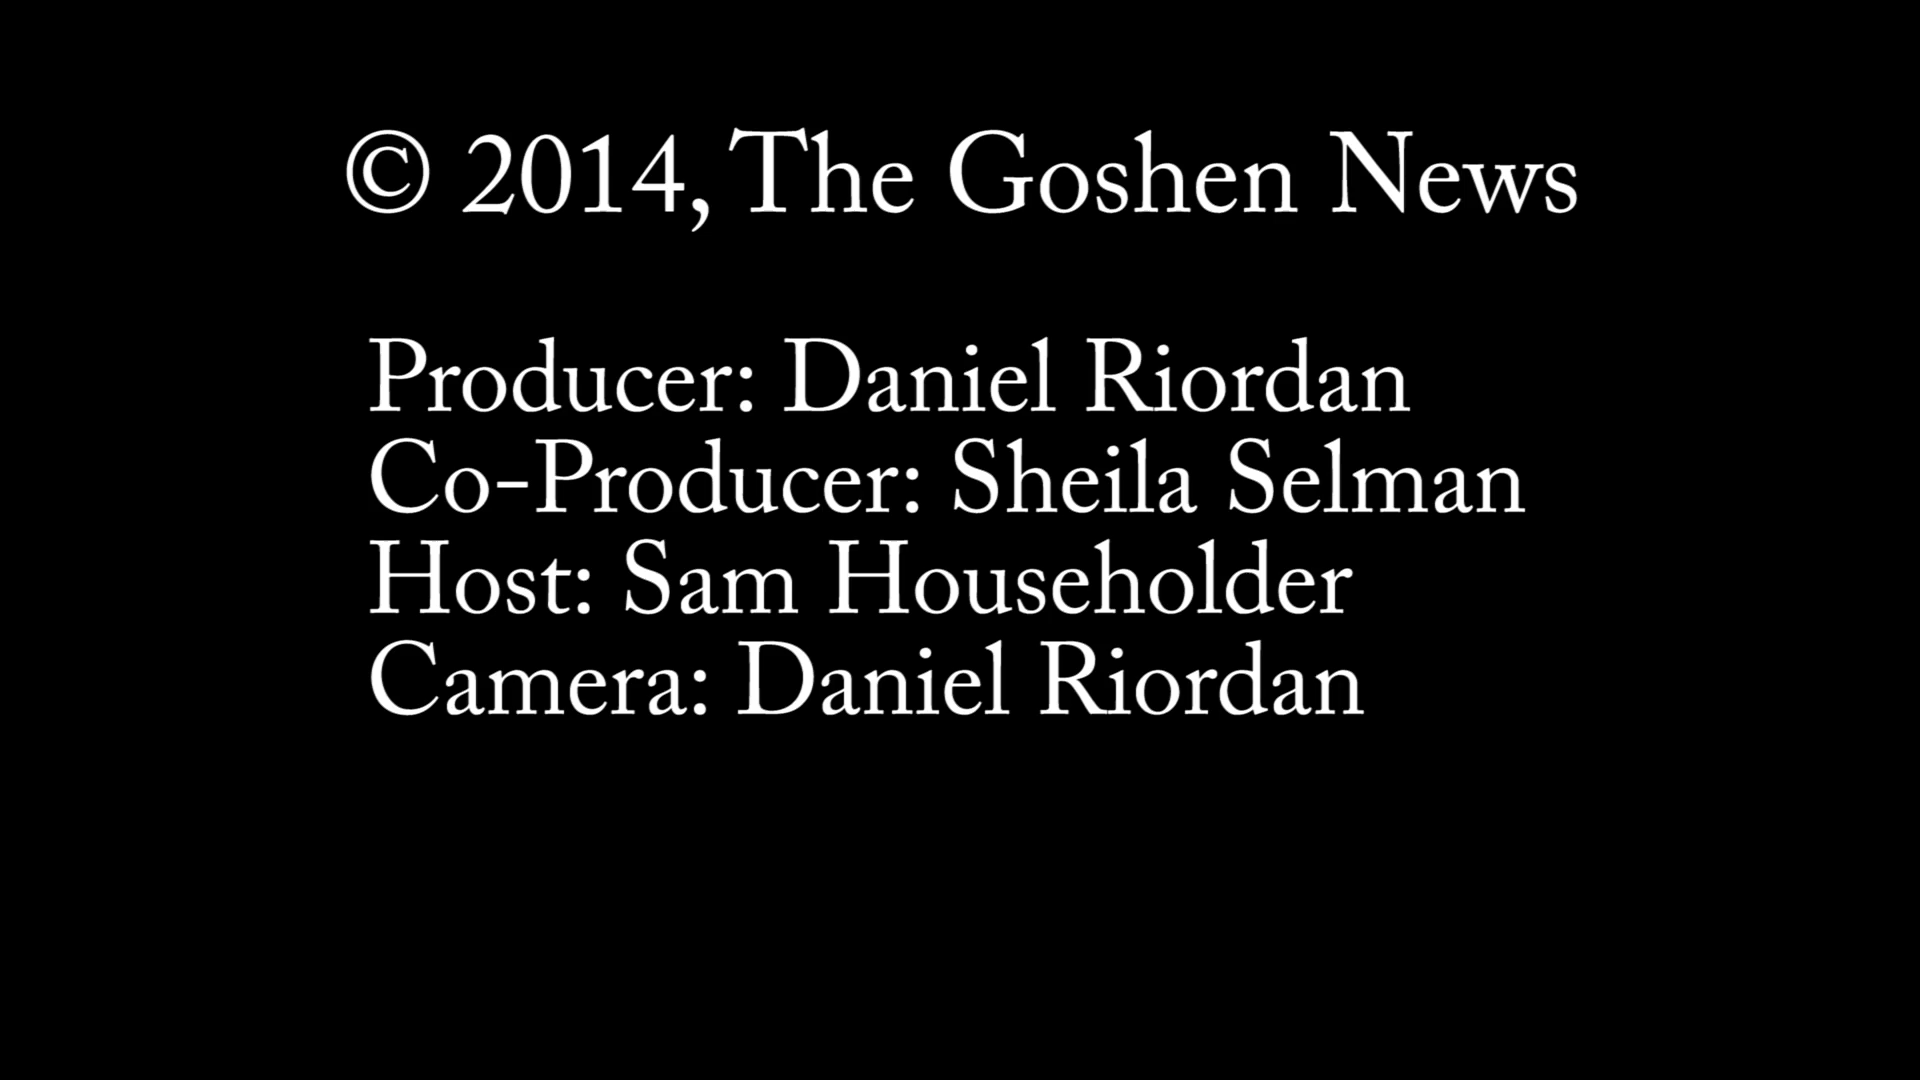 © 2014, The Goshen News
Producer: Daniel Riordan
Co-Producer: Sheila Selman
Host: Sam Householder
Camera: Daniel Riordan